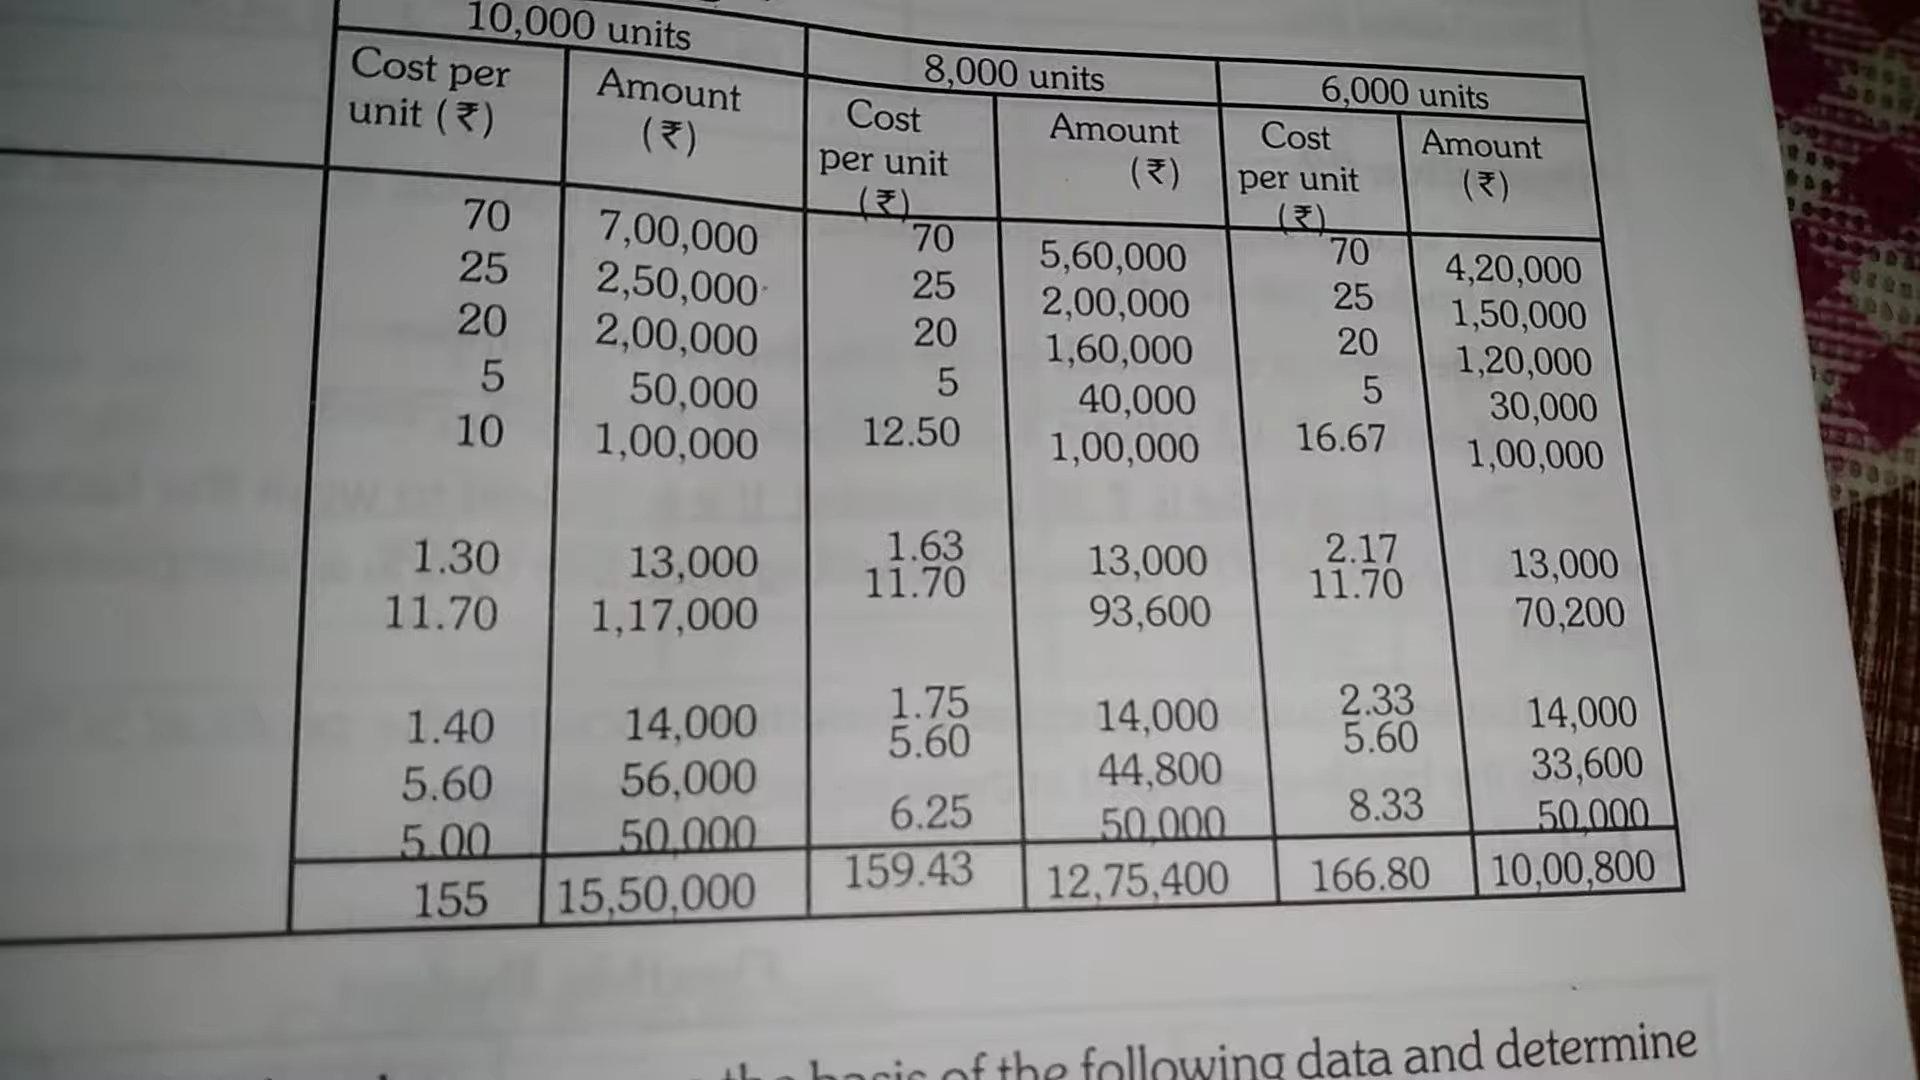 10,000 units 8,000 units 6,000 units
Cost per unit (₹) Amount (₹) Cost per unit (₹) Amount (₹) Cost per unit (₹) Amount (₹)
70 7,00,000 70 5,60,000 70 4,20,000
25 2,50,000 25 2,00,000 25 1,50,000
20 2,00,000 20 1,60,000 20 1,20,000
5 50,000 5 40,000 5 30,000
10 1,00,000 12.50 1,00,000 16.67 1,00,000
1.30 13,000 1.63 13,000 2.17 13,000
11.70 1,17,000 11.70 93,600 11.70 70,200
1.40 14,000 1.75 14,000 2.33 14,000
5.60 56,000 5.60 44,800 5.60 33,600
5.00 50,000 6.25 50,000 8.33 50,000
155 15,50,000 159.43 12,75,400 166.80 10,00,800
the basis of the following data and determine